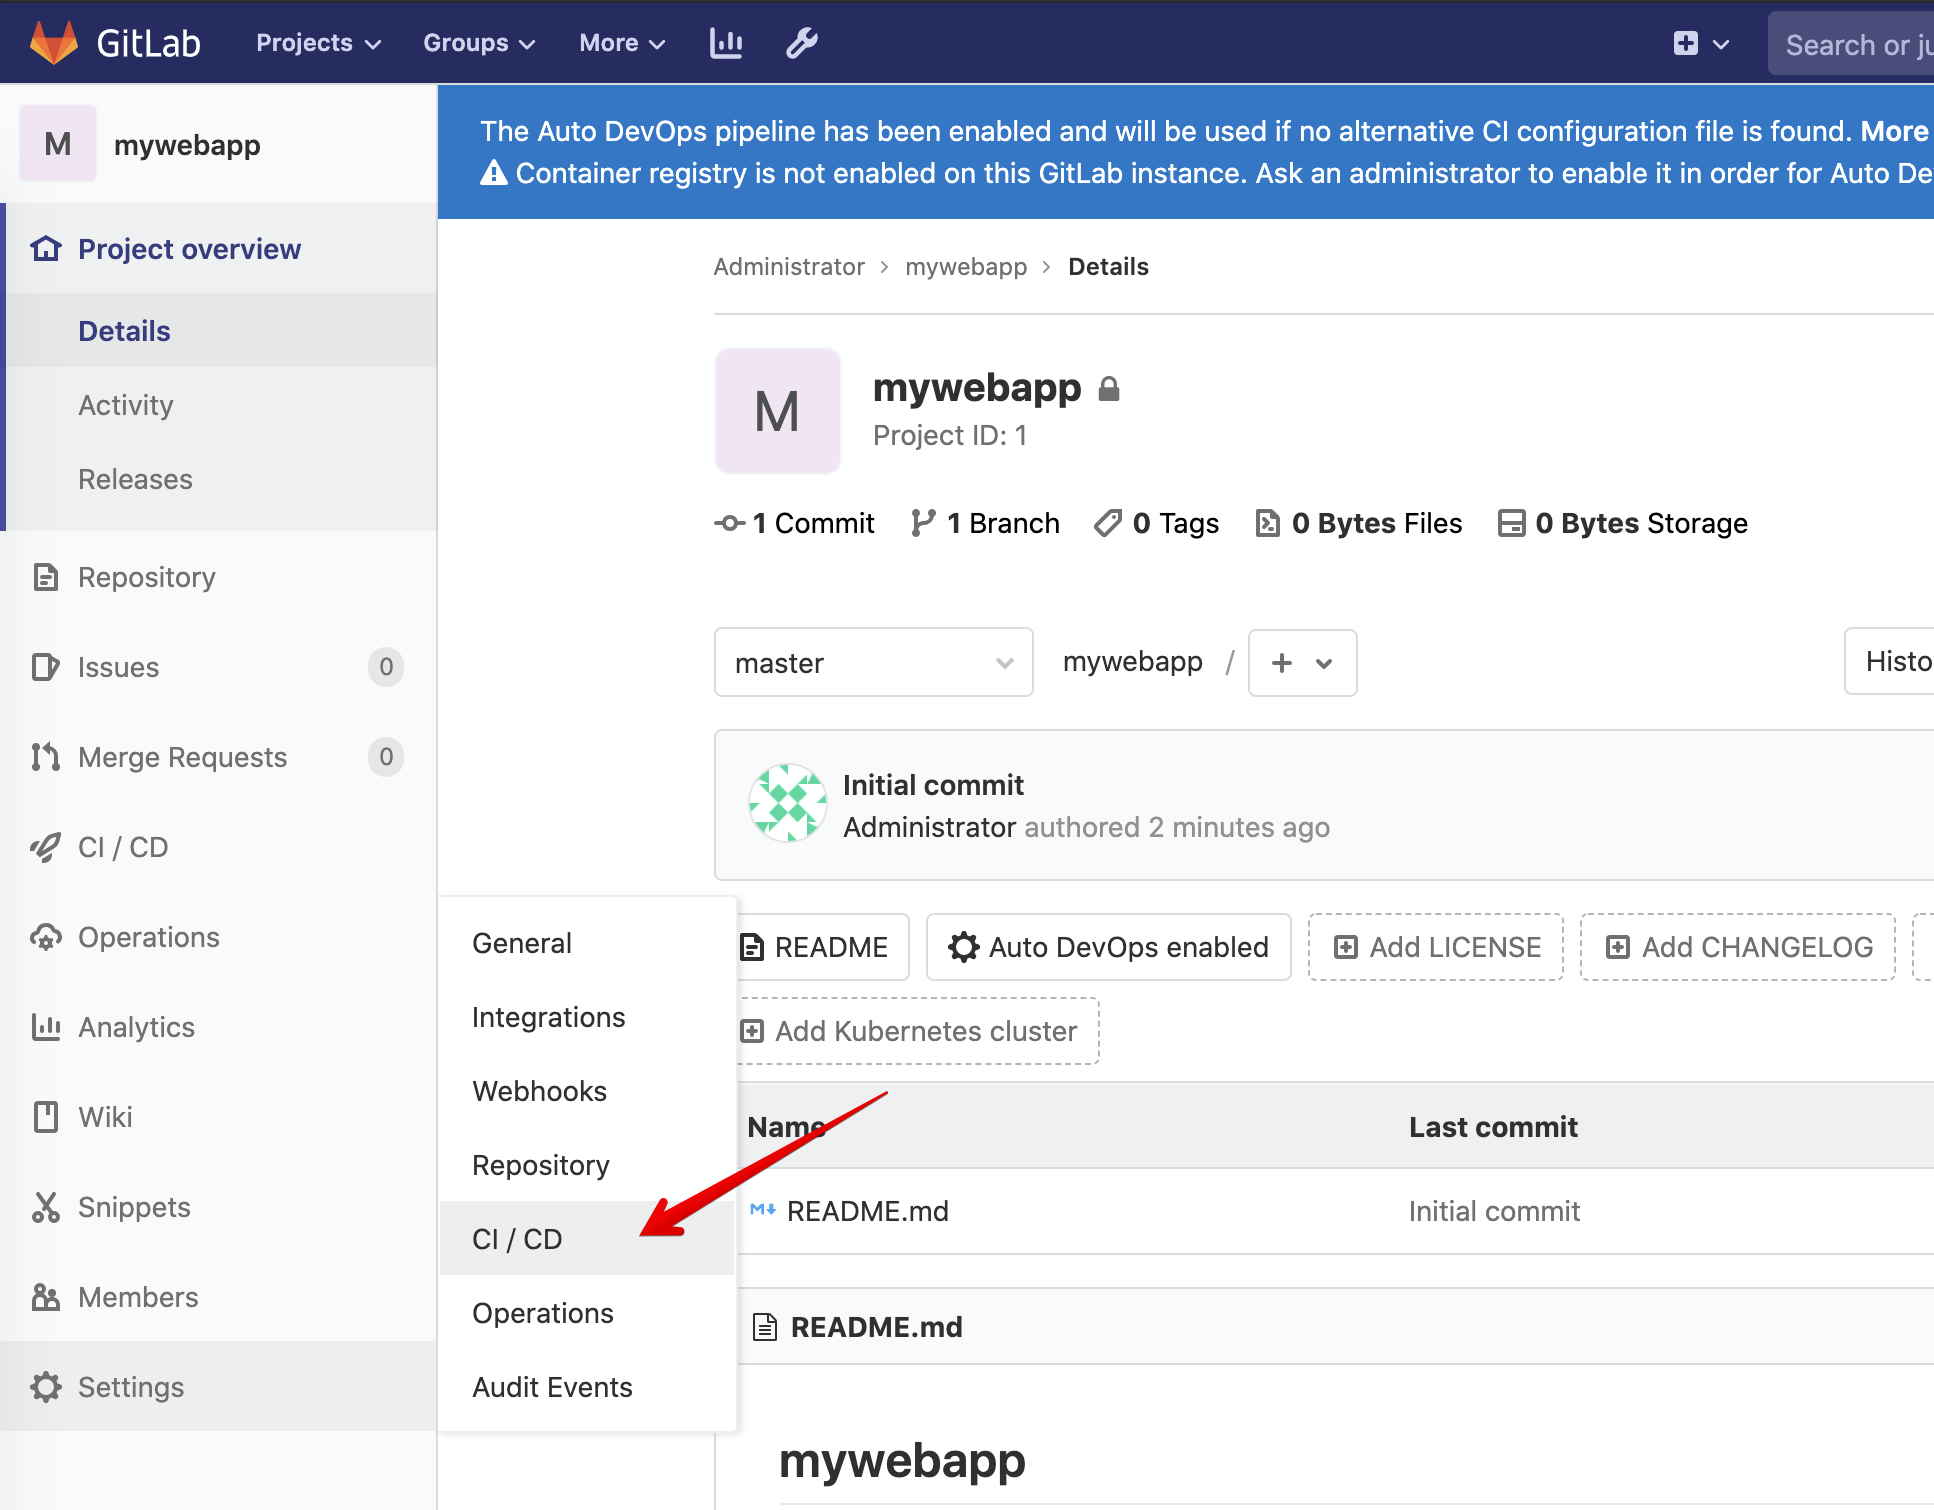 GitLab Projects Groups More Search or ju
M mywebapp
Project overview
Details
Activity
Releases
Repository
Issues 0
Merge Requests 0
CI / CD
Operations
Analytics
Wiki
Snippets
Members
Settings
General
Integrations
Webhooks
Repository
CI / CD
Operations
Audit Events
The Auto DevOps pipeline has been enabled and will be used if no alternative CI configuration file is found. More
Container registry is not enabled on this GitLab instance. Ask an administrator to enable it in order for Auto De
Administrator > mywebapp > Details
M
mywebapp
Project ID: 1
1 Commit 1 Branch 0 Tags 0 Bytes Files 0 Bytes Storage
master mywebapp / + Histo
Initial commit
Administrator authored 2 minutes ago
README Auto DevOps enabled Add LICENSE Add CHANGELOG
Add Kubernetes cluster
Name Last commit
M README.md Initial commit
README.md
mywebapp